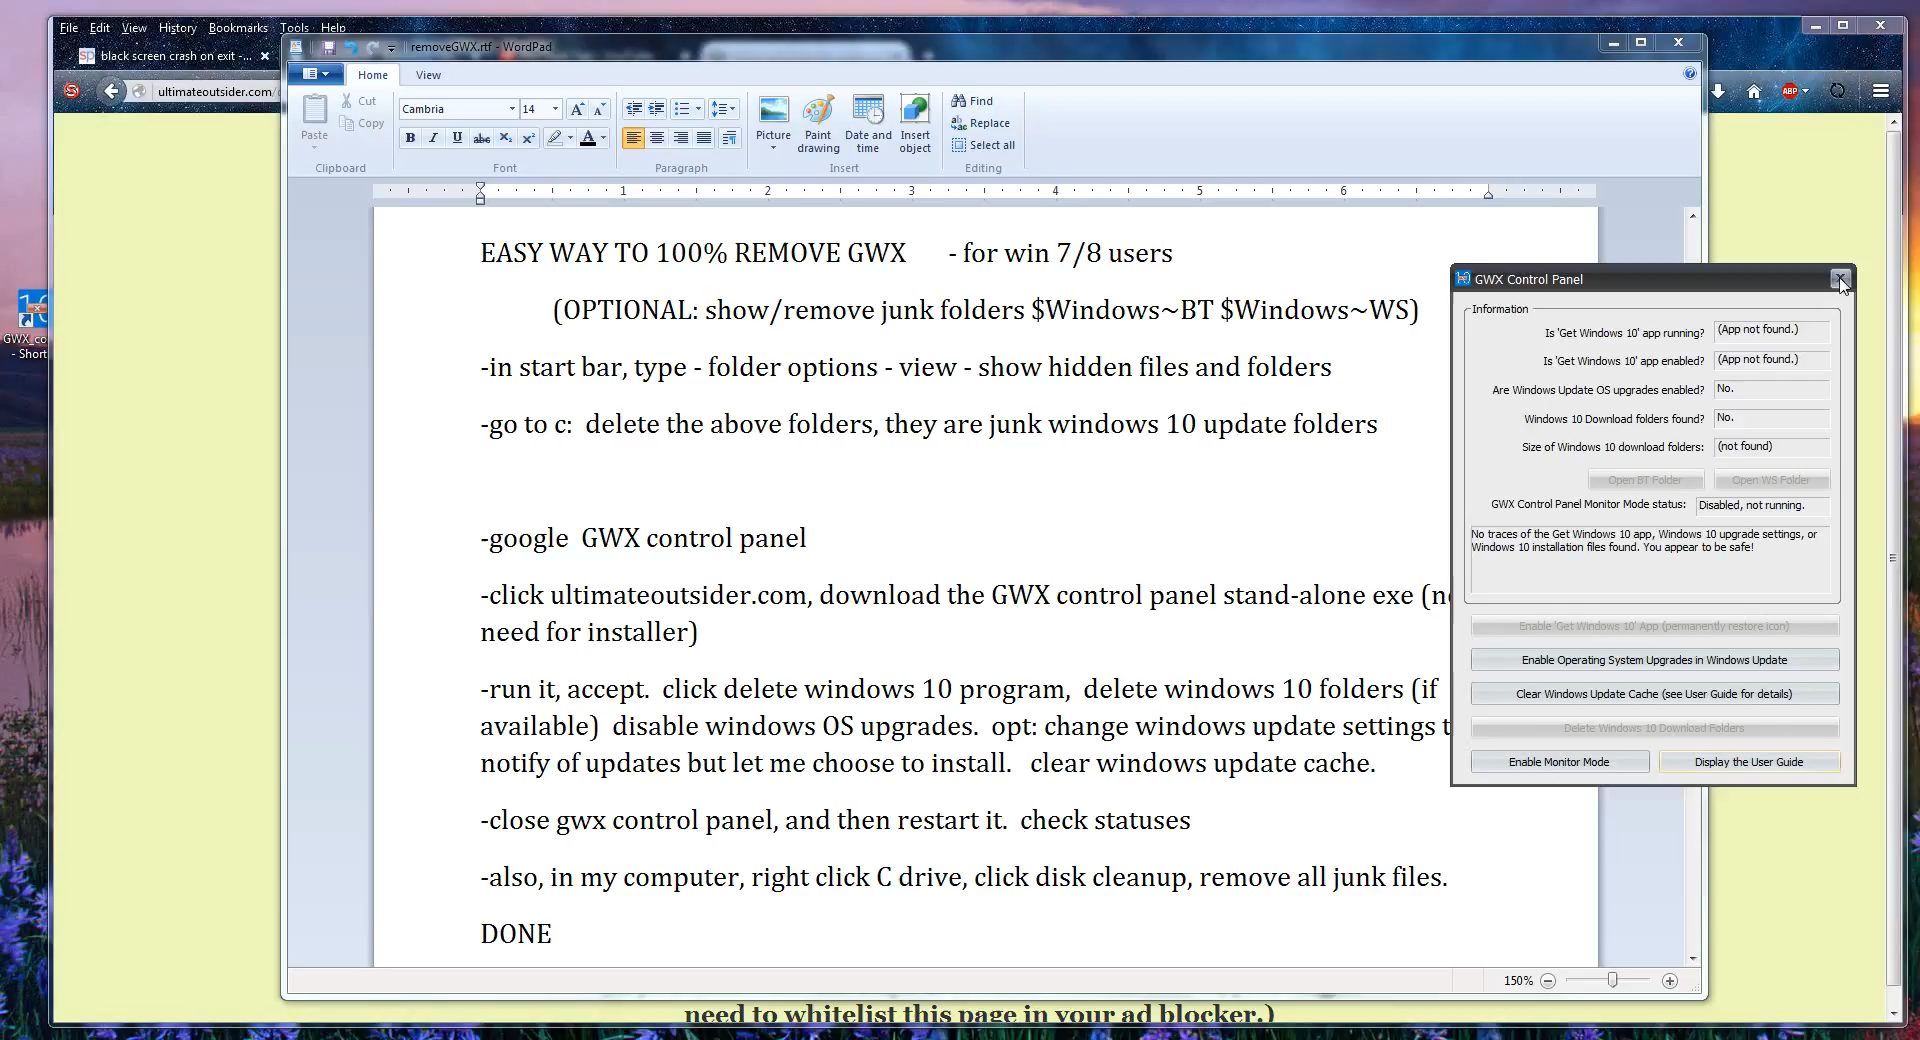 File Edit View History Bookmarks Tools Help
removeGWX.rtf - WordPad
black screen crash on exit -...
ultimateoutsider.com/
ABP
Home View
Paste
Cut
Copy
Clipboard
Cambria 14
Font
Paragraph
Picture
Paint drawing
Date and time
Insert object
Insert
Find
Replace
Select all
Editing
1 2 3 4 5 6
EASY WAY TO 100% REMOVE GWX - for win 7/8 users
(OPTIONAL: show/remove junk folders $Windows~BT $Windows~WS)
-in start bar, type - folder options - view - show hidden files and folders
-go to c: delete the above folders, they are junk windows 10 update folders
-google GWX control panel
-click ultimateoutsider.com, download the GWX control panel stand-alone exe
need for installer)
-run it, accept. click delete windows 10 program, delete windows 10 folders (if
available) disable windows OS upgrades. opt: change windows update settings
notify of updates but let me choose to install. clear windows update cache.
-close gwx control panel, and then restart it. check statuses
-also, in my computer, right click C drive, click disk cleanup, remove all junk files.
DONE
150%
GWX_co
- Short
GWX Control Panel
Information
Is 'Get Windows 10' app running? (App not found.)
Is 'Get Windows 10' app enabled? (App not found.)
Are Windows Update OS upgrades enabled? No.
Windows 10 Download folders found? No.
Size of Windows 10 download folders: (not found)
Open BT Folder Open WS Folder
GWX Control Panel Monitor Mode status: Disabled, not running.
No traces of the Get Windows 10 app, Windows 10 upgrade settings, or
Windows 10 installation files found. You appear to be safe!
Enable 'Get Windows 10' App (permanently restore icon)
Enable Operating System Upgrades in Windows Update
Clear Windows Update Cache (see User Guide for details)
Delete Windows 10 Download Folders
Enable Monitor Mode Display the User Guide
need to whitelist this page in your ad blocker.)